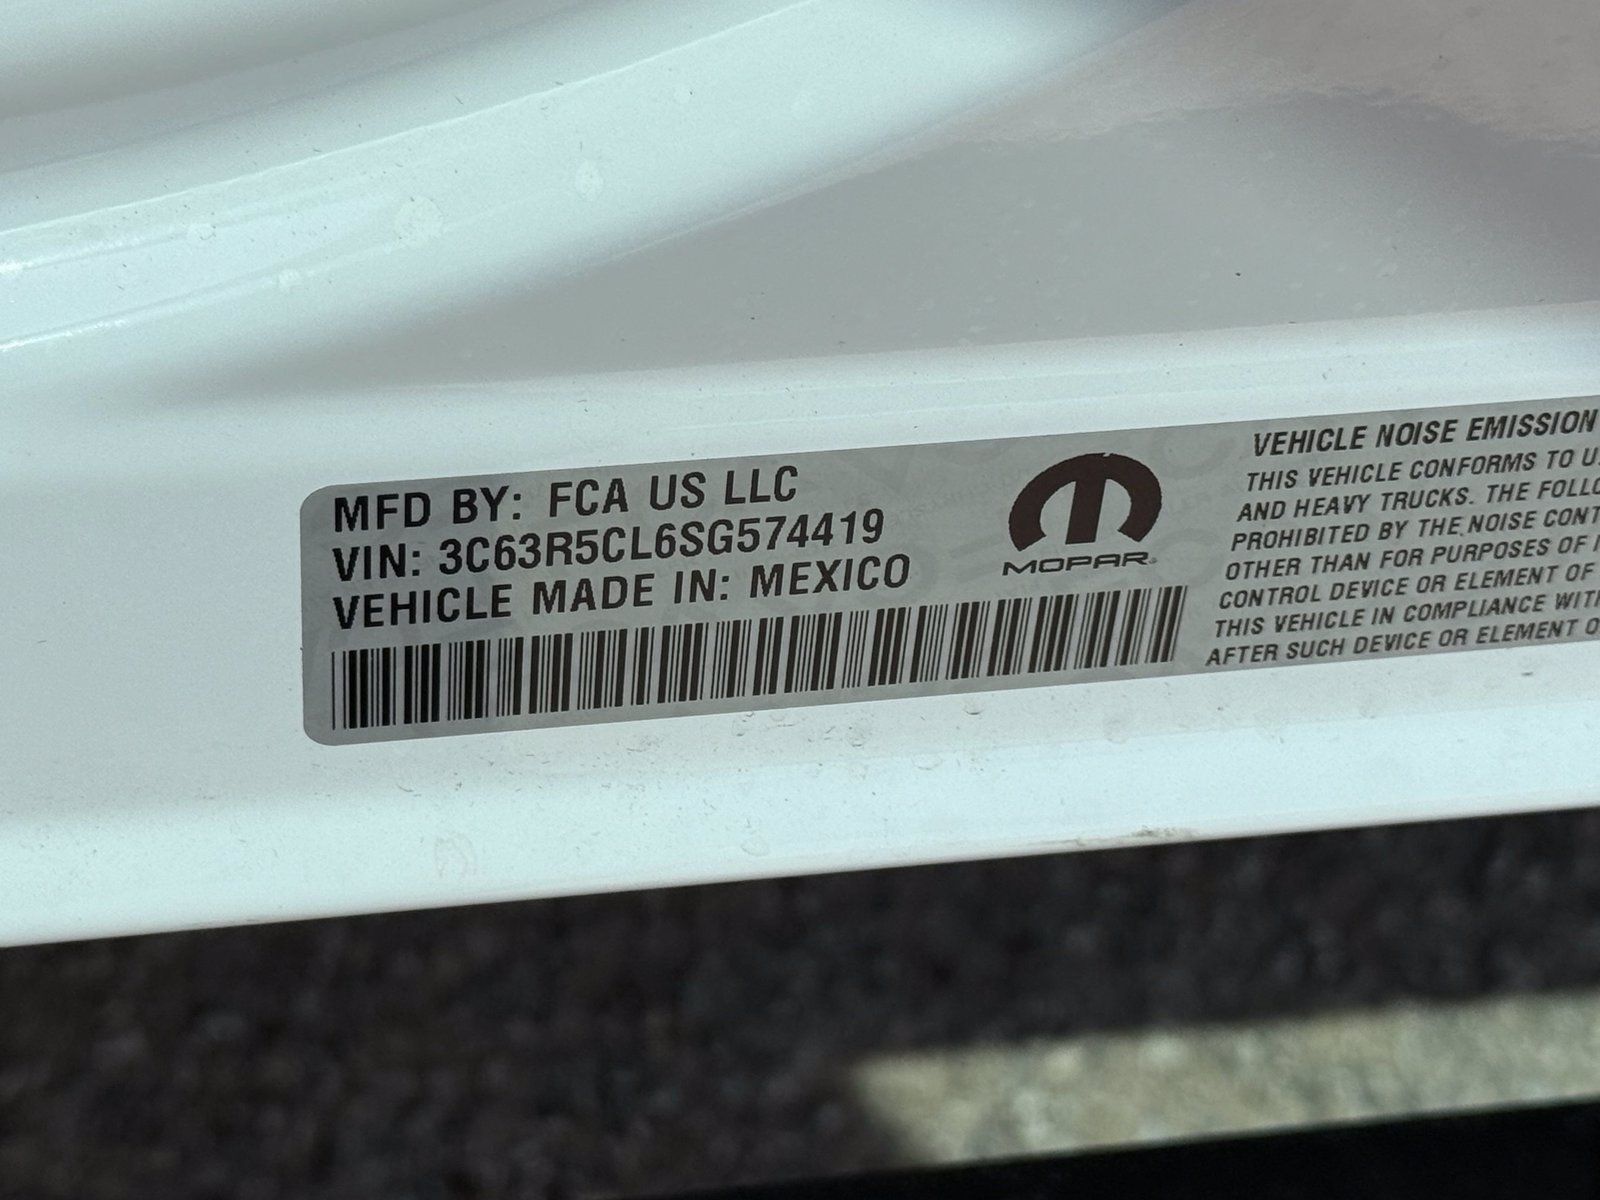 MFD BY: FCA US LLC
VIN: 3C63R5CL6SG574419
VEHICLE MADE IN: MEXICO
MOPAR
VEHICLE NOISE EMISSION
THIS VEHICLE CONFORMS TO U.
AND HEAVY TRUCKS. THE FOLLO
PROHIBITED BY THE NOISE CONT
OTHER THAN FOR PURPOSES OF
CONTROL DEVICE OR ELEMENT OF
THIS VEHICLE IN COMPLIANCE WITH
AFTER SUCH DEVICE OR ELEMENT O